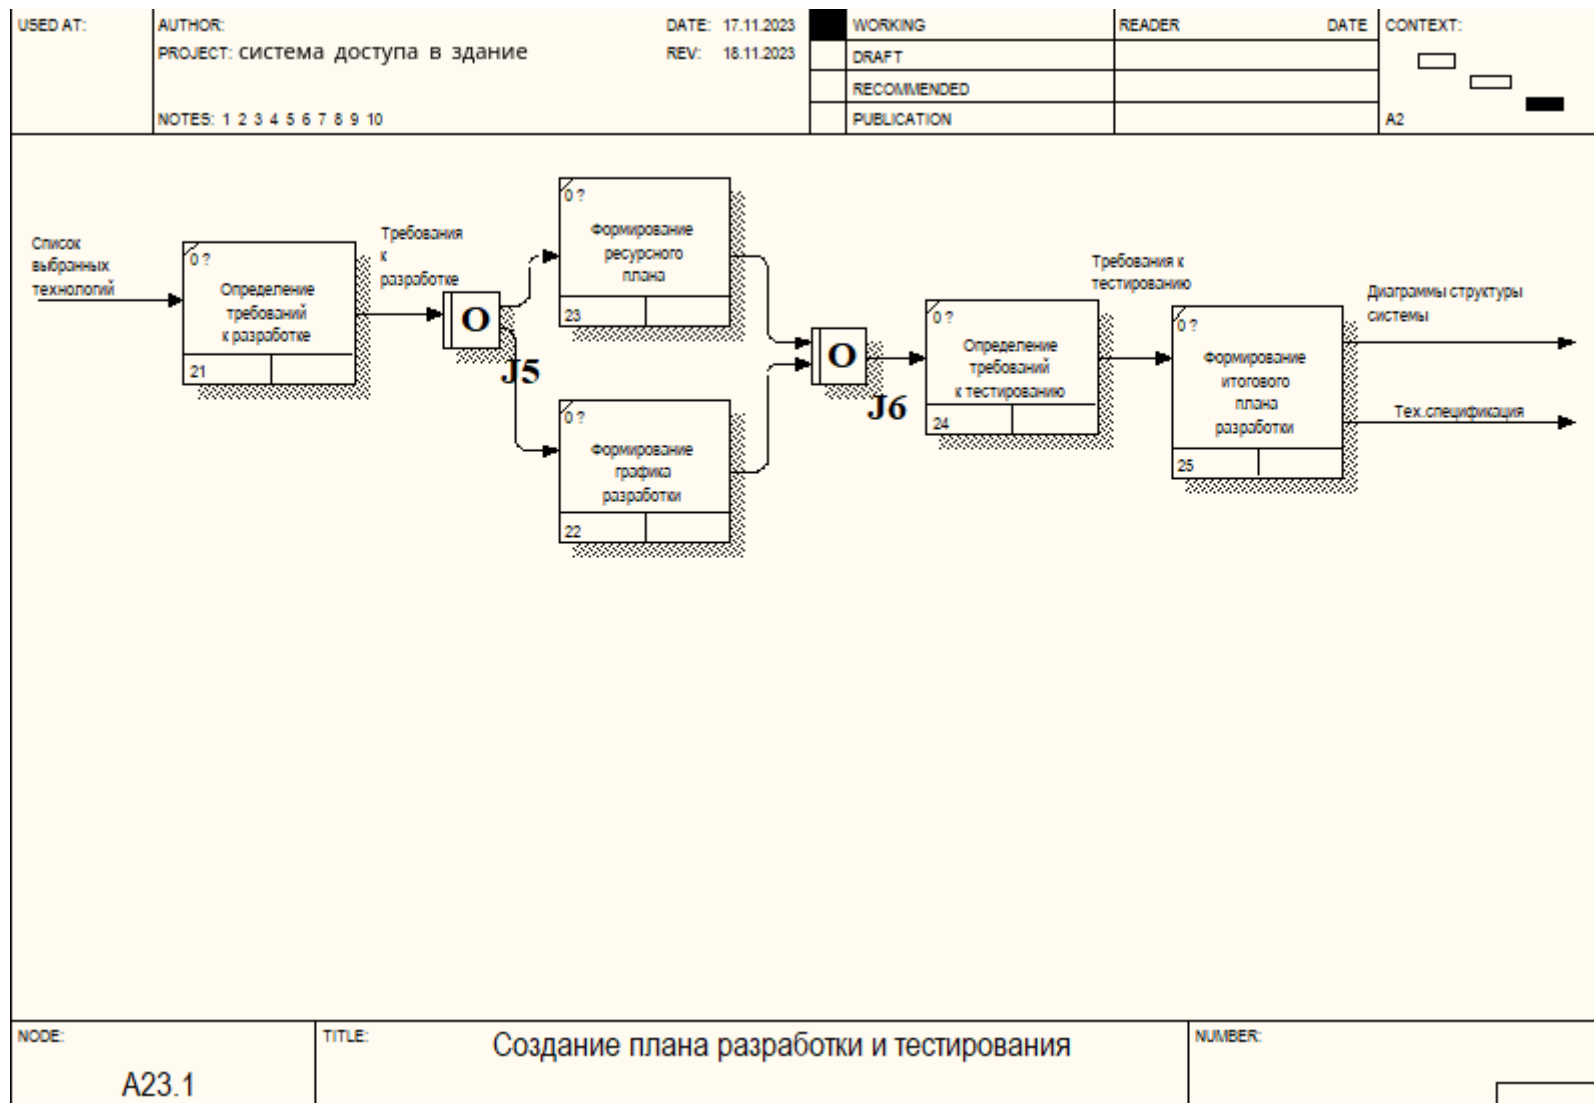 USED AT:
AUTHOR:
DATE: 17.11.2023
PROJECT: система доступа в здание
REV: 18.11.2023
NOTES: 1 2 3 4 5 6 7 8 9 10
WORKING
DRAFT
RECOMMENDED
PUBLICATION
READER
DATE
CONTEXT:
A2
Список
выбранных
технологий
0 ?
Определение
требований
к разработке
21
Требования
к
разработке
O
J5
0 ?
Формирование
ресурсного
плана
23
0 ?
Формирование
графика
разработки
22
O
J6
0 ?
Определение
требований
к тестированию
24
Требования к
тестированию
0 ?
Формирование
итогового
плана
разработки
25
Диаграммы структуры
системы
Тех.спецификация
NODE:
A23.1
TITLE:
Создание плана разработки и тестирования
NUMBER: